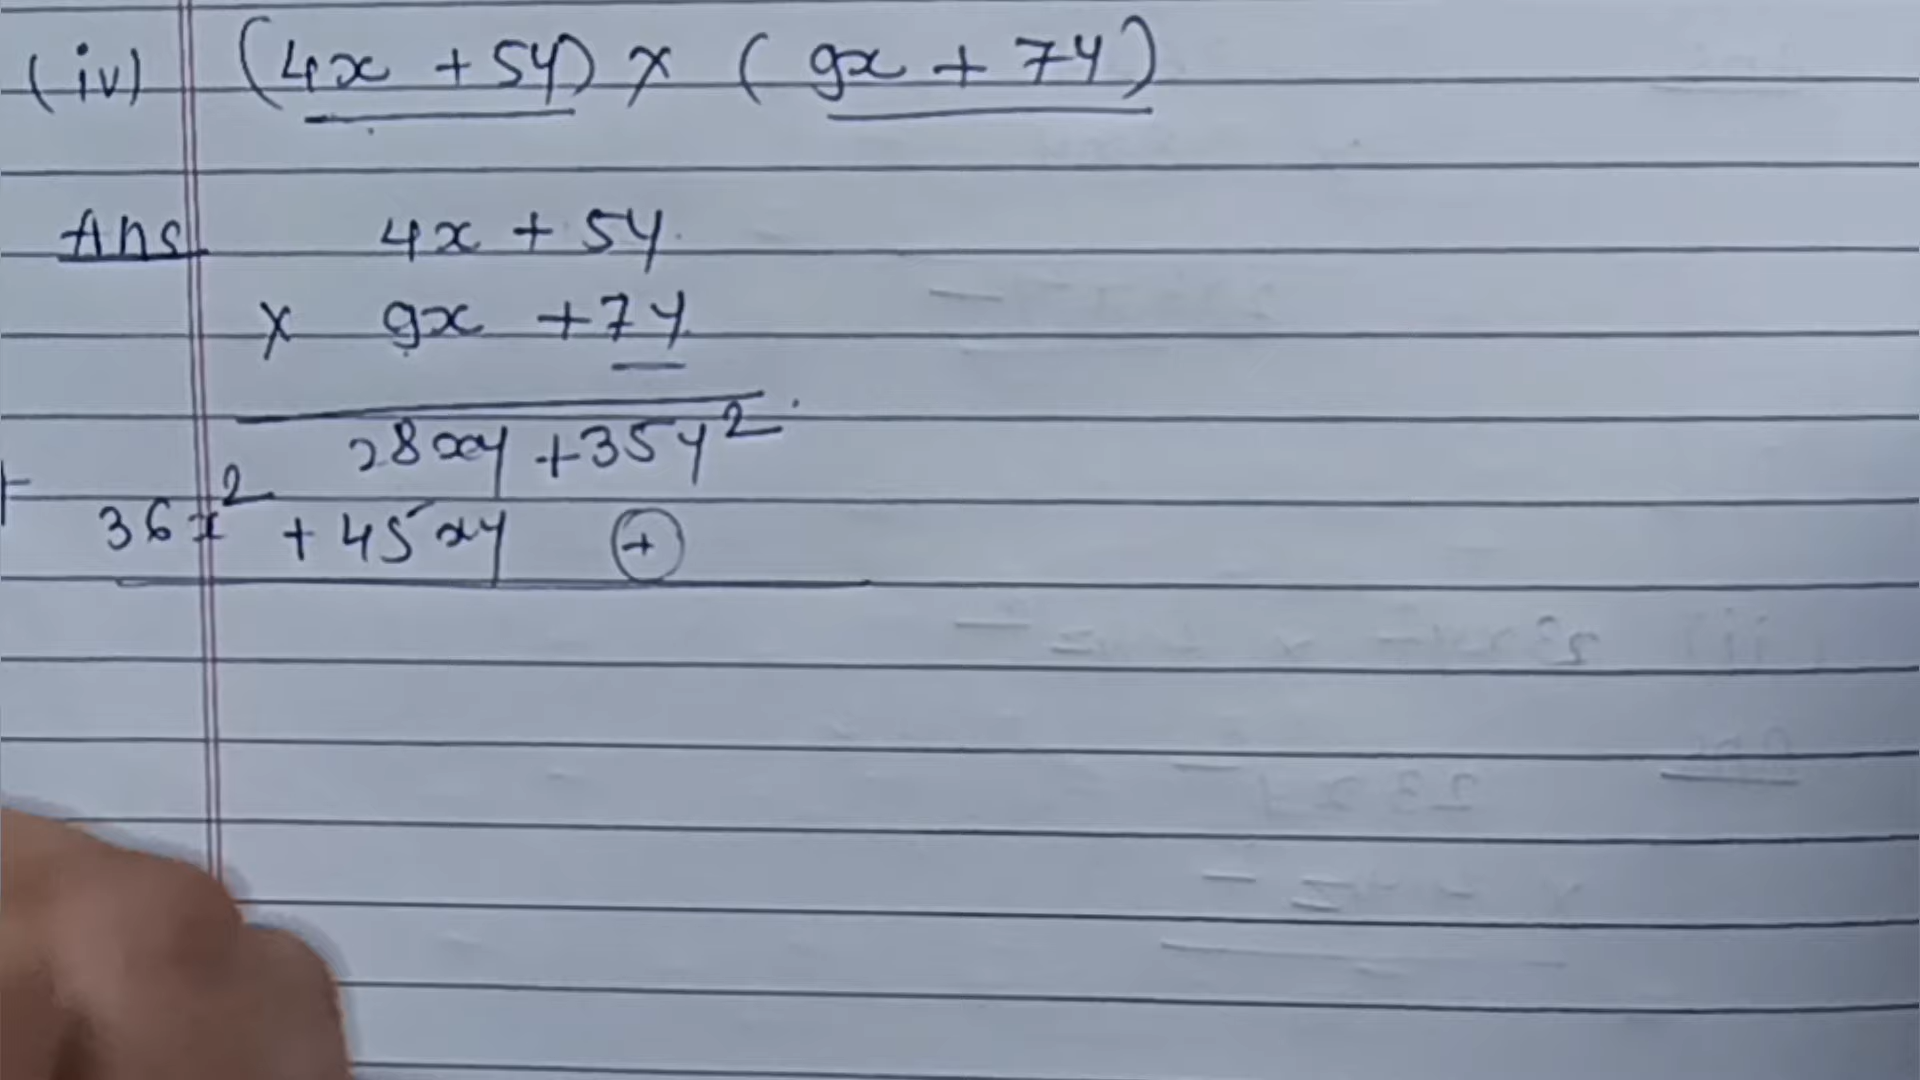 (iv) (4x + 5y) × (9x + 7y)
Ans 4x + 5y
× 9x + 7y
28xy + 35y²
+ 36x² + 45xy (+)